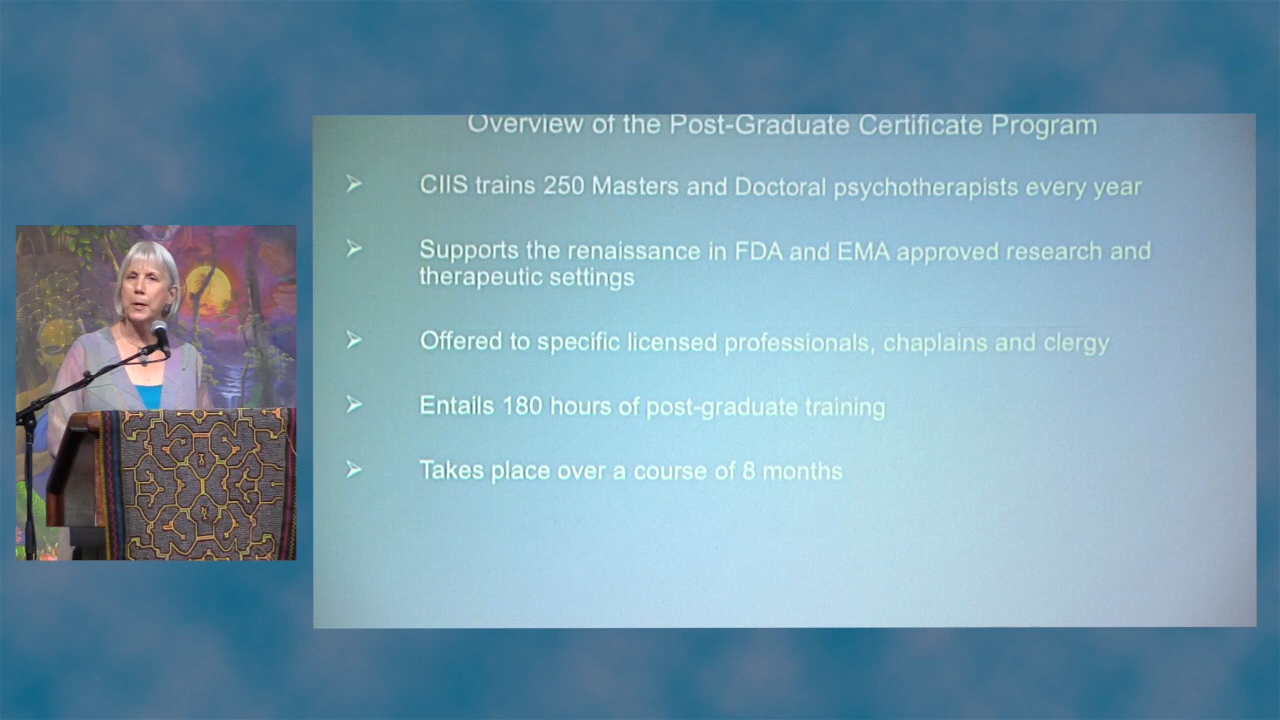 Overview of the Post-Graduate Certificate Program
CIIS trains 250 Masters and Doctoral psychotherapists every year
Supports the renaissance in FDA and EMA approved research and
therapeutic settings
Offered to specific licensed professionals, chaplains and clergy
Entails 180 hours of post-graduate training
Takes place over a course of 8 months